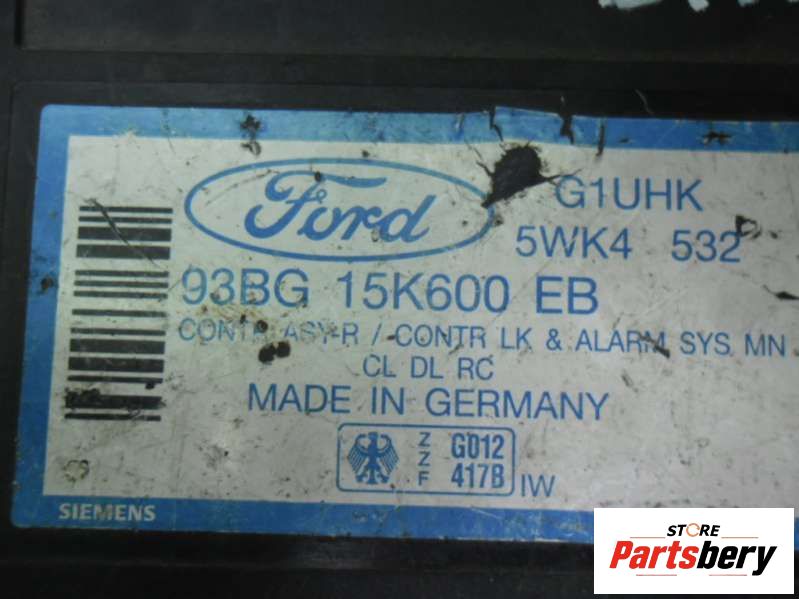 Ford
G1UHK
5WK4 532
93BG 15K600 EB
CONTR ASY-R / CONTR LK & ALARM SYS MN
CL DL RC
MADE IN GERMANY
ZZF
G012
417B
IW
SIEMENS
STORE
Partsbery